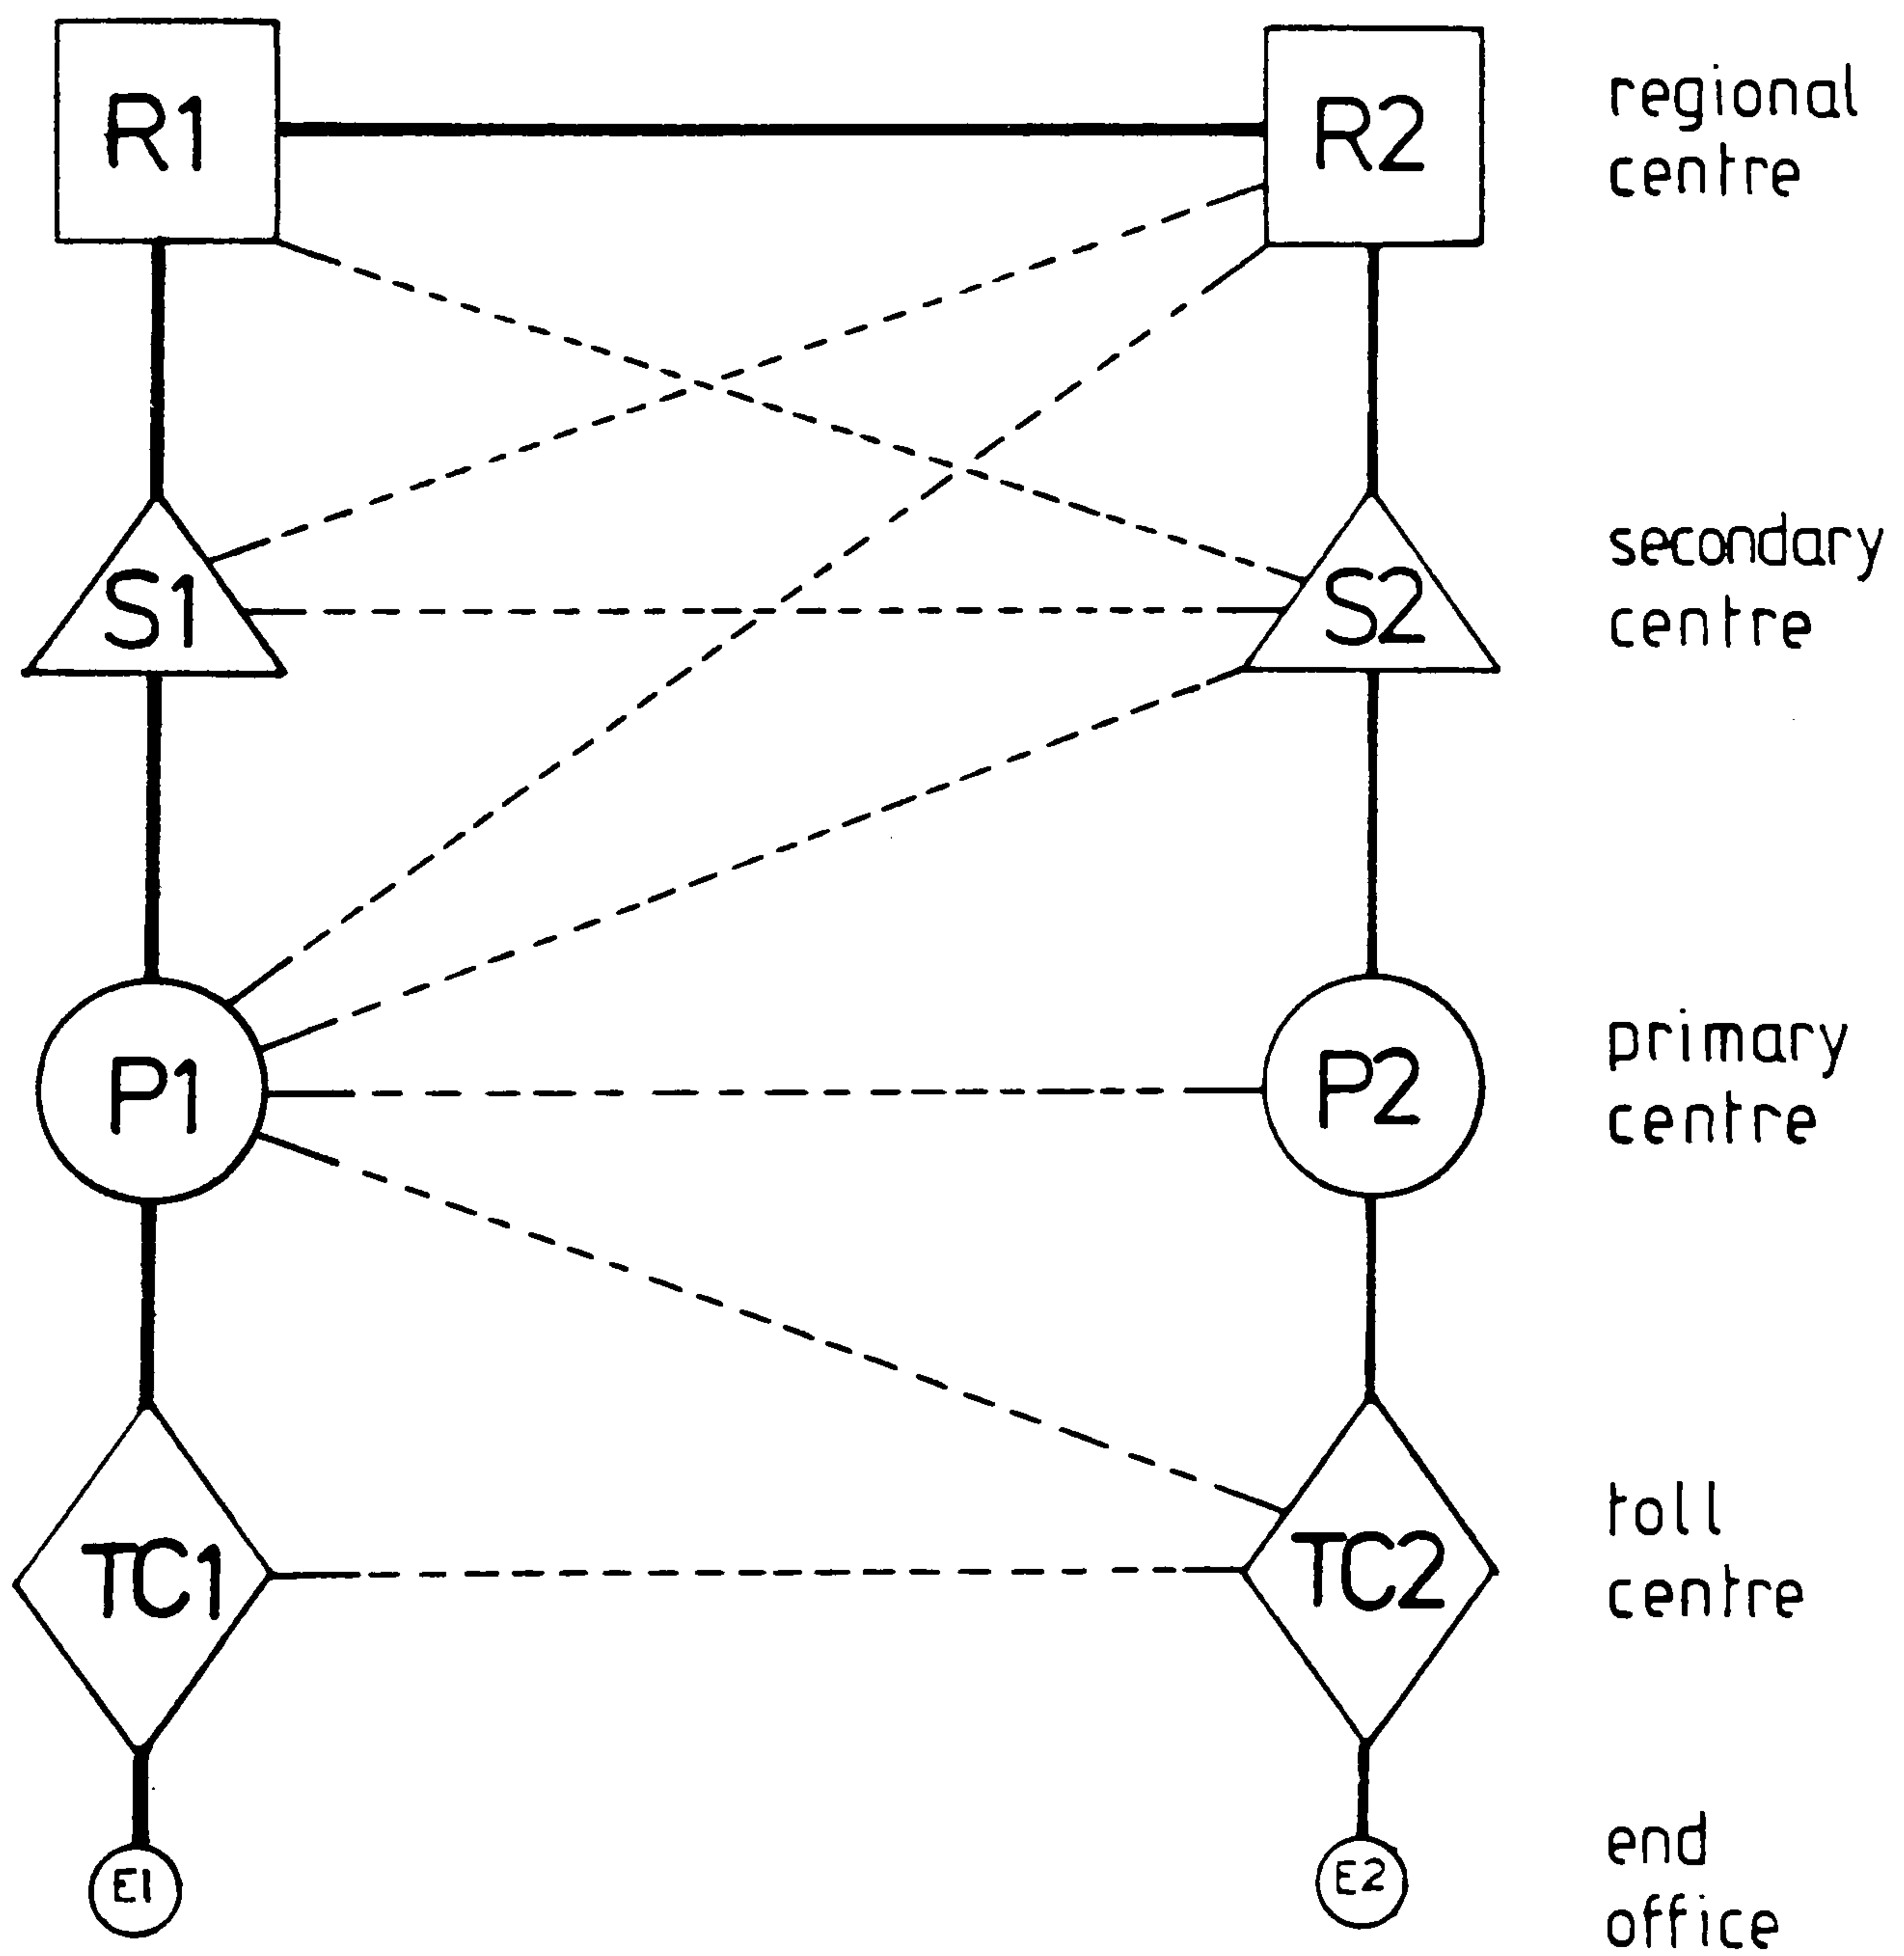 R1
R2
regional
centre
S1
S2
secondary
centre
P1
P2
primary
centre
TC1
TC2
toll
centre
E1
E2
end
office